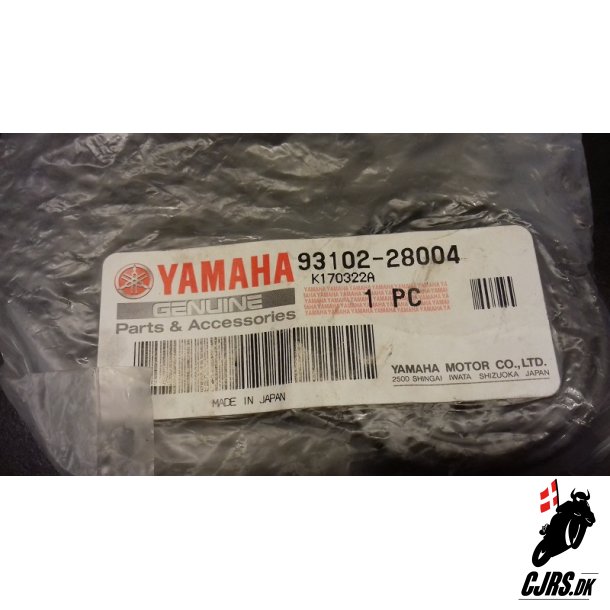 YAMAHA 93102-28004
K170322A
GENUINE
1 PC
Parts & Accessories
YAMAHA MOTOR CO., LTD.
2500 SHINGAI IWATA SHIZUOKA JAPAN
MADE IN JAPAN
CJRS.DK